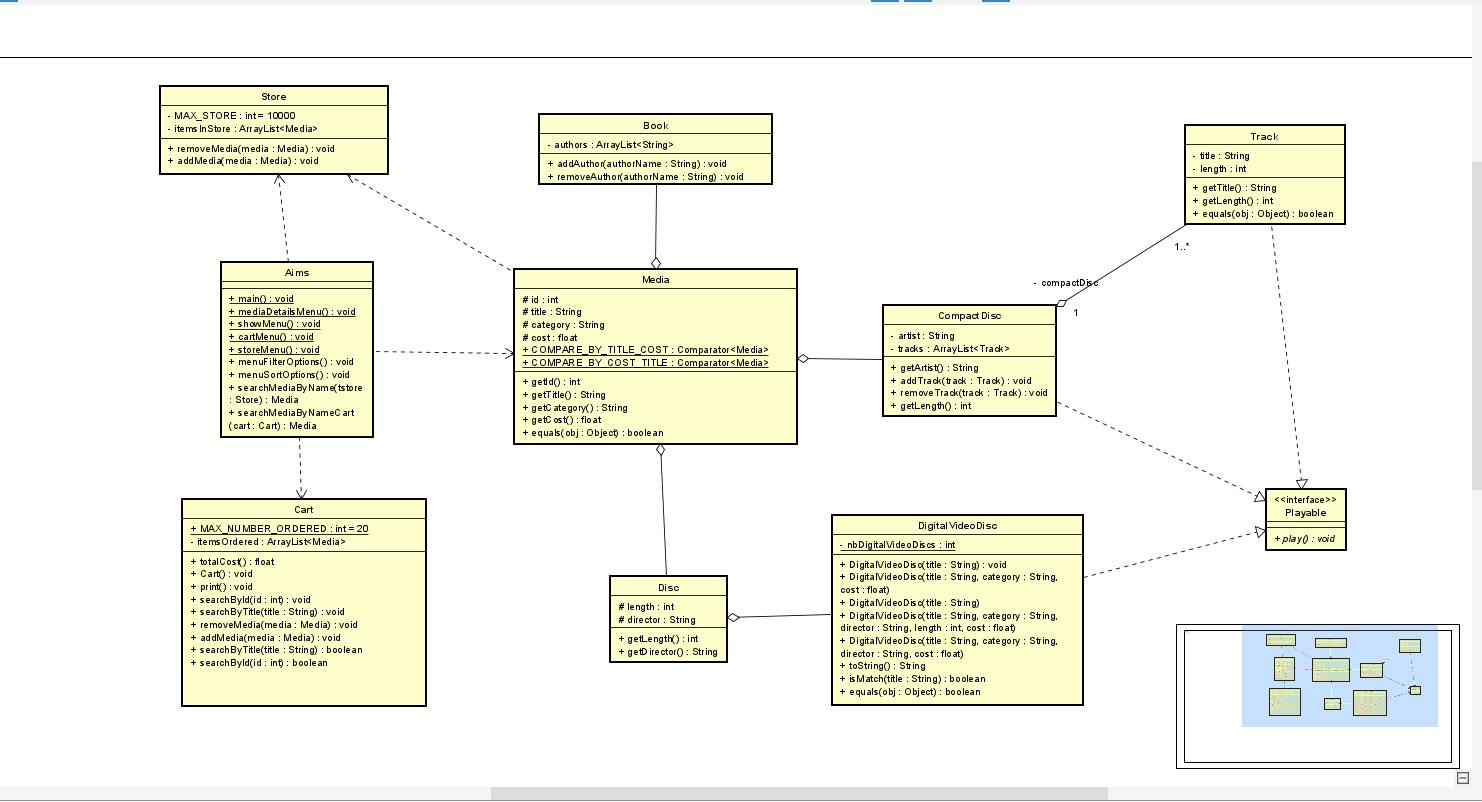 Store
- MAX_STORE : int = 10000
- itemsInStore : ArrayList<Media>
+ removeMedia(media : Media) : void
+ addMedia(media : Media) : void
Book
- authors : ArrayList<String>
+ addAuthor(authorName : String) : void
+ removeAuthor(authorName : String) : void
Track
- title : String
- length : int
+ getTitle() : String
+ getLength() : int
+ equals(obj : Object) : boolean
1..*
- compactDisc
1
Aims
+ main() : void
+ mediaDetailsMenu() : void
+ showMenu() : void
+ cartMenu() : void
+ storeMenu() : void
+ menuFilterOptions() : void
+ menuSortOptions() : void
+ searchMediaByName(tstore
: Store) : Media
+ searchMediaByNameCart
(cart : Cart) : Media
Media
# id : int
# title : String
# category : String
# cost : float
+ COMPARE_BY_TITLE_COST : Comparator<Media>
+ COMPARE_BY_COST_TITLE : Comparator<Media>
+ getId() : int
+ getTitle() : String
+ getCategory() : String
+ getCost() : float
+ equals(obj : Object) : boolean
CompactDisc
- artist : String
- tracks : ArrayList<Track>
+ getArtist() : String
+ addTrack(track : Track) : void
+ removeTrack(track : Track) : void
+ getLength() : int
<<interface>>
Playable
+ play() : void
Cart
+ MAX_NUMBER_ORDERED : int = 20
- itemsOrdered : ArrayList<Media>
+ totalCost() : float
+ Cart() : void
+ print() : void
+ searchById(id : int) : void
+ searchByTitle(title : String) : void
+ removeMedia(media : Media) : void
+ addMedia(media : Media) : void
+ searchByTitle(title : String) : boolean
+ searchById(id : int) : boolean
Disc
# length : int
# director : String
+ getLength() : int
+ getDirector() : String
DigitalVideoDisc
- nbDigitalVideoDiscs : int
+ DigitalVideoDisc(title : String) : void
+ DigitalVideoDisc(title : String, category : String,
cost : float)
+ DigitalVideoDisc(title : String)
+ DigitalVideoDisc(title : String, category : String,
director : String, length : int, cost : float)
+ DigitalVideoDisc(title : String, category : String,
director : String, cost : float)
+ toString() : String
+ isMatch(title : String) : boolean
+ equals(obj : Object) : boolean